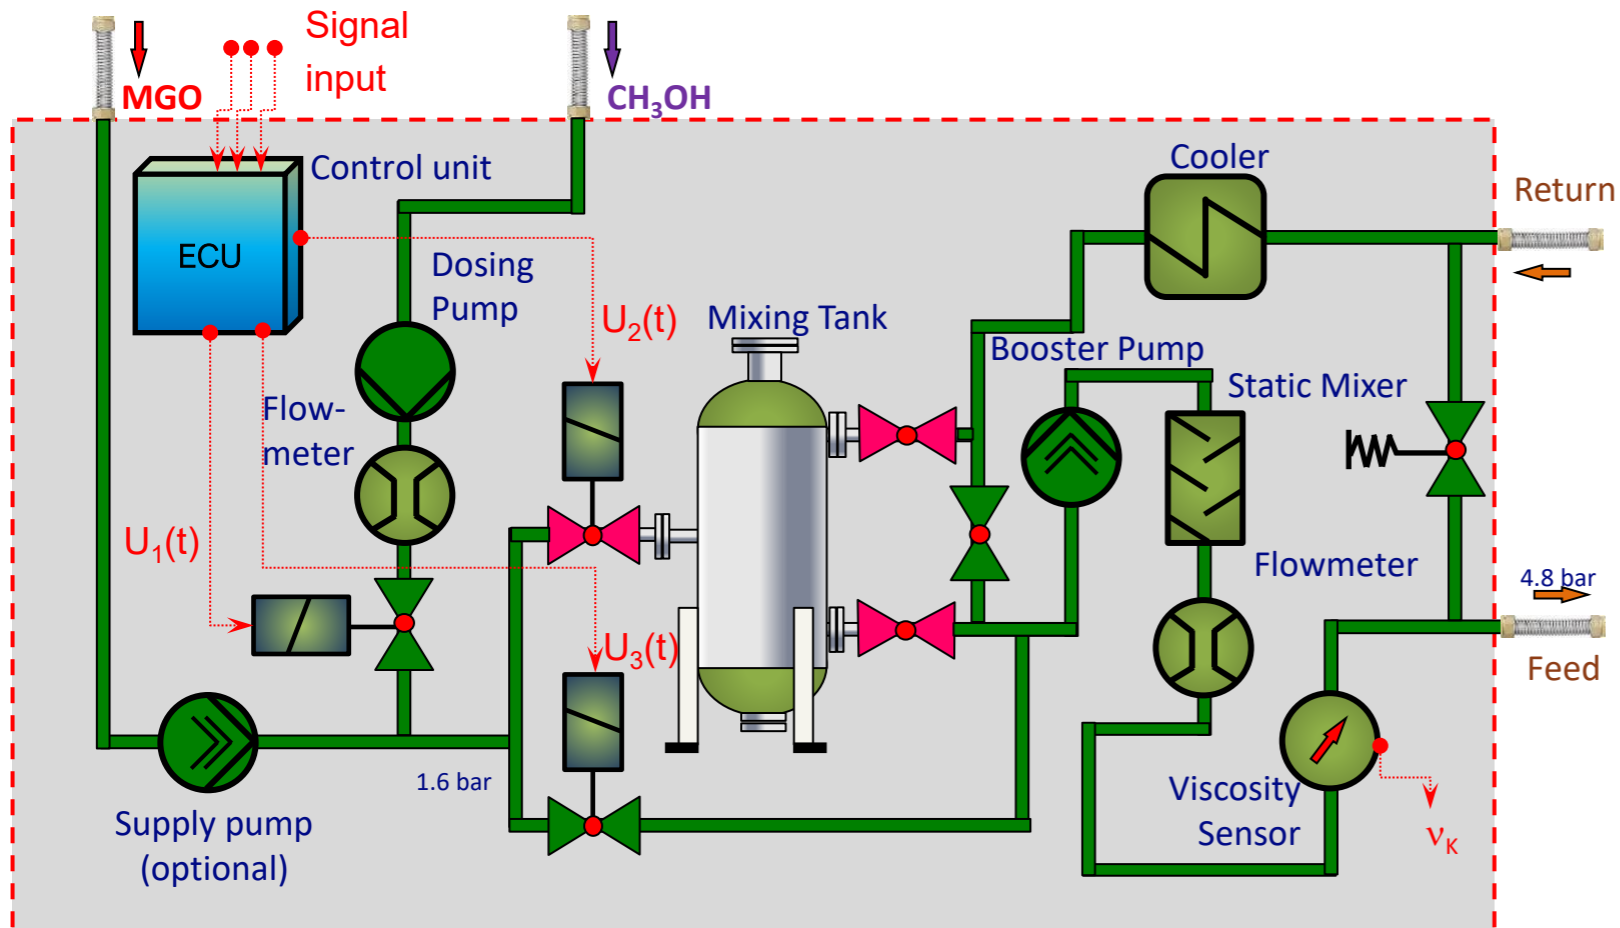 Signal
input
MGO
CH₃OH
Control unit
Cooler
Return
ECU
Dosing
Pump
U₂(t)
Mixing Tank
Booster Pump
Static Mixer
Flow-
meter
U₁(t)
Flowmeter
4.8 bar
U₃(t)
Feed
1.6 bar
Viscosity
Sensor
νK
Supply pump
(optional)